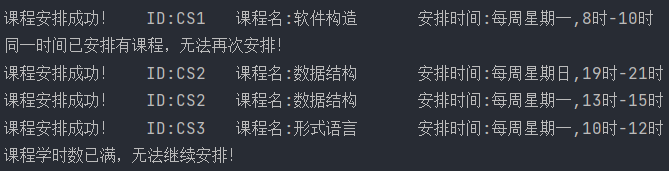 课程安排成功! ID:CS1 课程名:软件构造 安排时间:每周星期一,8时-10时
同一时间已安排有课程，无法再次安排!
课程安排成功! ID:CS2 课程名:数据结构 安排时间:每周星期日,19时-21时
课程安排成功! ID:CS2 课程名:数据结构 安排时间:每周星期一,13时-15时
课程安排成功! ID:CS3 课程名:形式语言 安排时间:每周星期一,10时-12时
课程学时数已满，无法继续安排!